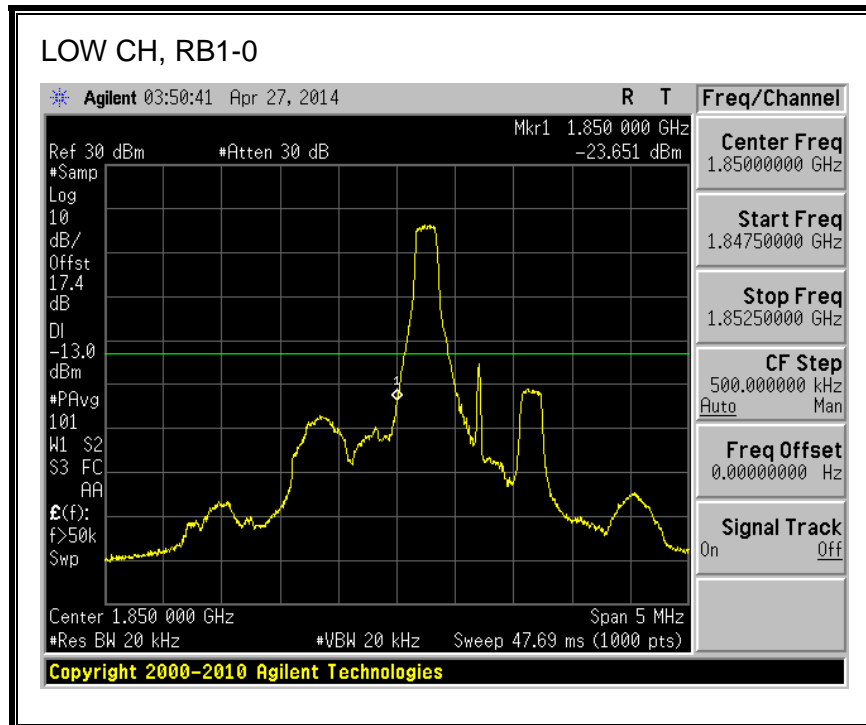 LOW CH, RB1-0
Agilent 03:50:41 Apr 27, 2014 R T
Mkr1 1.850 000 GHz
Ref 30 dBm #Atten 30 dB -23.651 dBm
#Samp
Log
10
dB/
Offst
17.4
dB
DI
-13.0
dBm
#PAvg
101
W1 S2
S3 FC
AA
£(f):
f>50k
Swp
1
Center 1.850 000 GHz Span 5 MHz
#Res BW 20 kHz #VBW 20 kHz Sweep 47.69 ms (1000 pts)
Copyright 2000-2010 Agilent Technologies
Freq/Channel
Center Freq
1.85000000 GHz
Start Freq
1.84750000 GHz
Stop Freq
1.85250000 GHz
CF Step
500.000000 kHz
Auto Man
Freq Offset
0.00000000 Hz
Signal Track
On Off